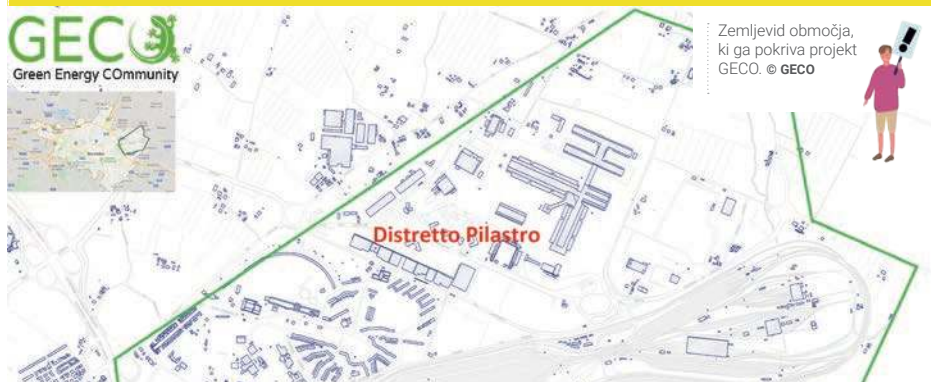 GECO
Green Energy COmmunity
Zemljevid območja,
ki ga pokriva projekt
GECO. © GECO
Distretto Pilastro